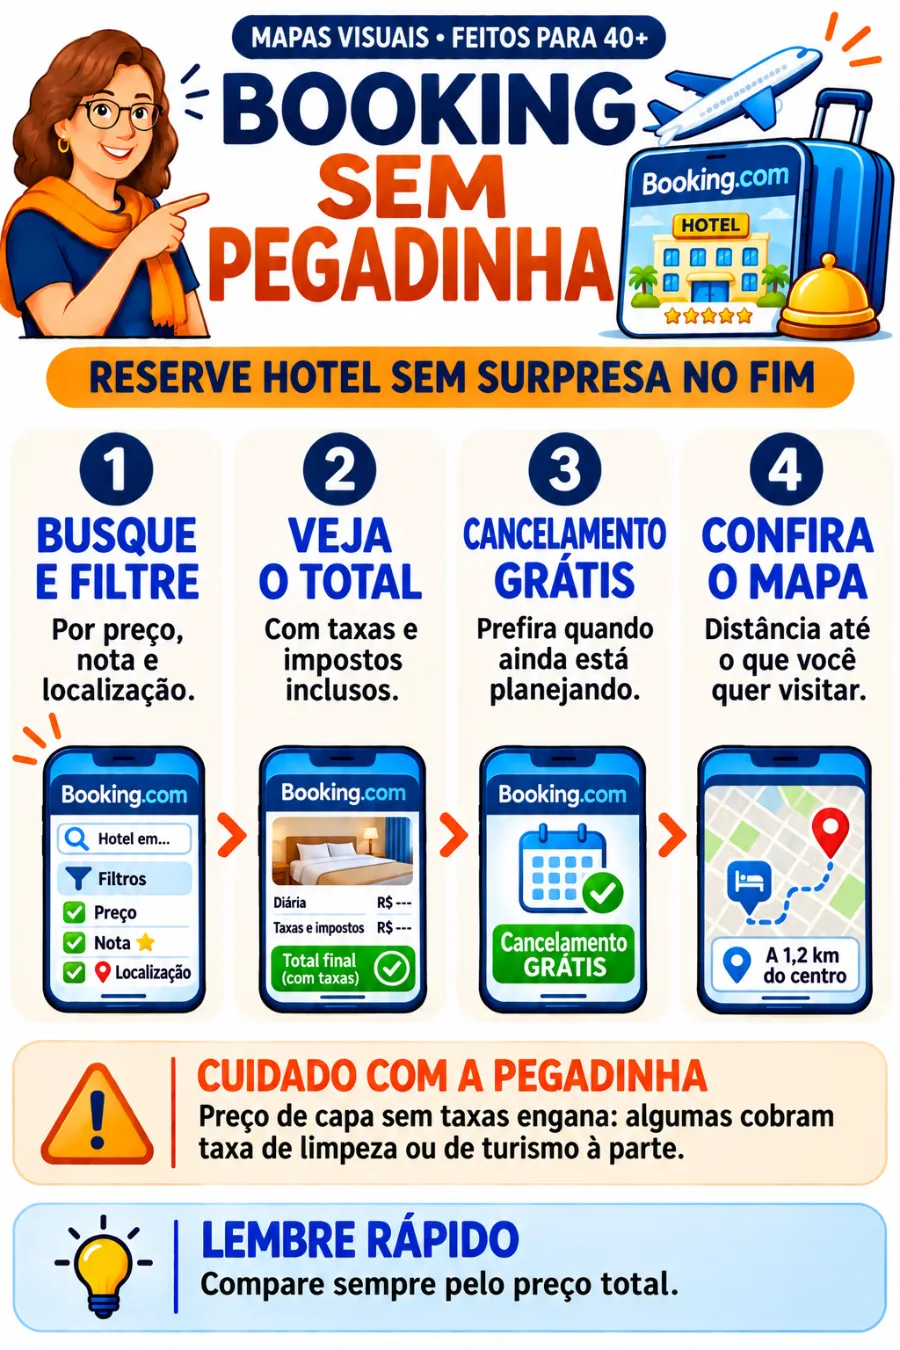 MAPAS VISUAIS • FEITOS PARA 40+
BOOKING
SEM
PEGADINHA
Booking.com
HOTEL
RESERVE HOTEL SEM SURPRESA NO FIM
1
BUSQUE
E FILTRE
Por preço,
nota e
localização.
Booking.com
Hotel em...
Filtros
Preço
Nota
Localização
2
VEJA
O TOTAL
Com taxas e
impostos
inclusos.
Booking.com
Diária R$ ---
Taxas e impostos R$ ---
Total final
(com taxas)
3
CANCELAMENTO
GRÁTIS
Prefira quando
ainda está
planejando.
Booking.com
Cancelamento
GRÁTIS
4
CONFIRA
O MAPA
Distância até
o que você
quer visitar.
A 1,2 km
do centro
CUIDADO COM A PEGADINHA
Preço de capa sem taxas engana: algumas cobram
taxa de limpeza ou de turismo à parte.
LEMBRE RÁPIDO
Compare sempre pelo preço total.